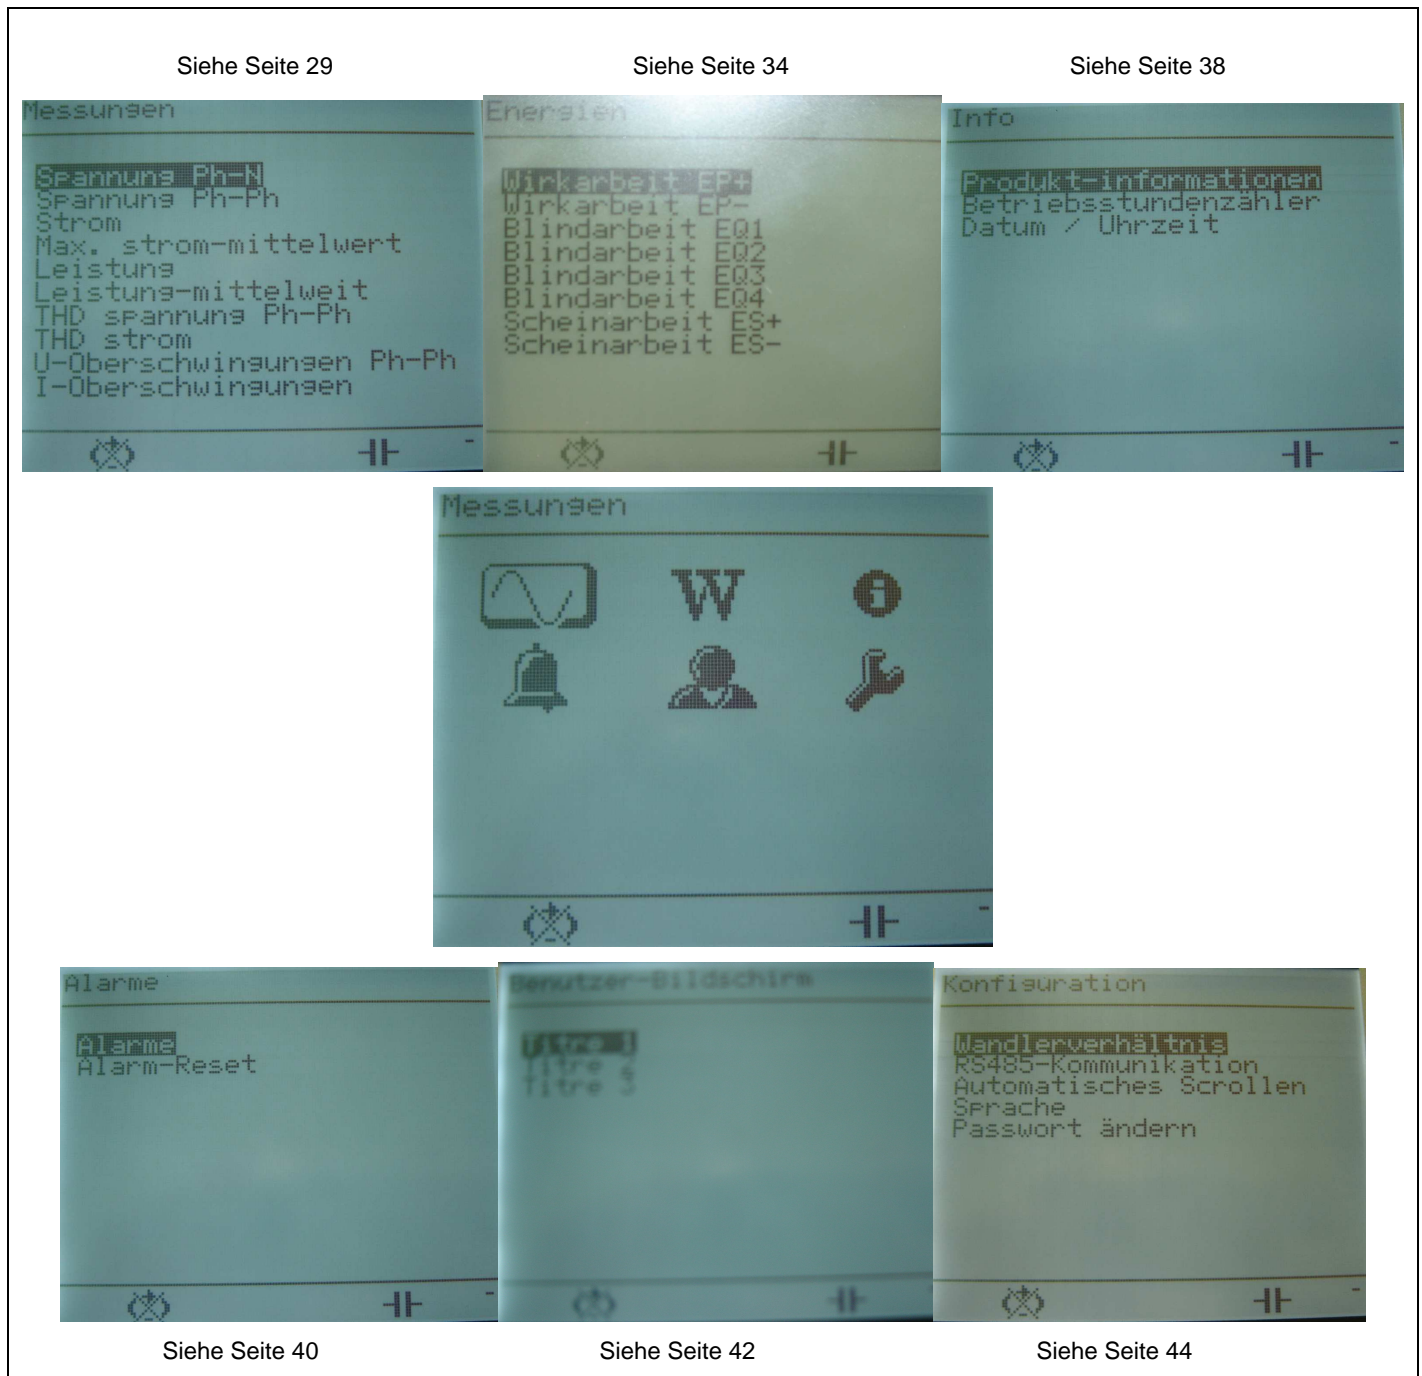 Siehe Seite 29
Siehe Seite 34
Siehe Seite 38
Messungen
Spannung Ph-N
Spannung Ph-Ph
Strom
Max. strom-mittelwert
Leistung
Leistung-mittelweit
THD spannung Ph-Ph
THD strom
U-Oberschwingungen Ph-Ph
I-Oberschwingungen
Energien
Wirkarbeit EP+
Wirkarbeit EP-
Blindarbeit EQ1
Blindarbeit EQ2
Blindarbeit EQ3
Blindarbeit EQ4
Scheinarbeit ES+
Scheinarbeit ES-
Info
Produkt-informationen
Betriebsstundenzähler
Datum / Uhrzeit
Messungen
W
Alarme
Alarme
Alarm-Reset
Benutzer-Bildschirm
Titre 1
Titre 2
Titre 3
Konfiguration
Wandlerverhältnis
RS485-Kommunikation
Automatisches Scrollen
Sprache
Passwort ändern
Siehe Seite 40
Siehe Seite 42
Siehe Seite 44